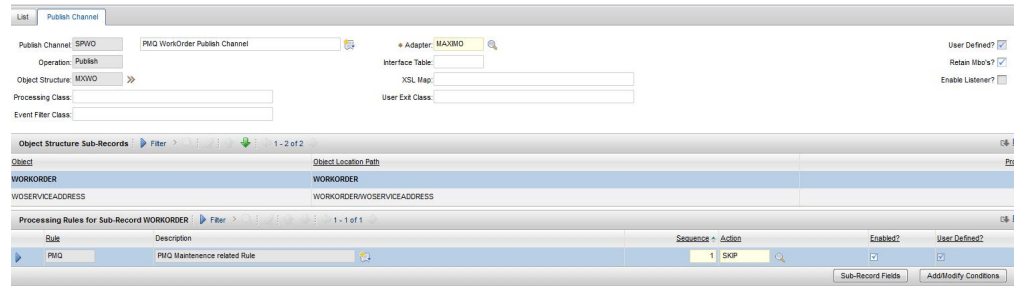 List Publish Channel
Publish Channel: SPWO PMQ WorkOrder Publish Channel Adapter: MAXIMO User Defined?
Operation: Publish Interface Table: Retain Mbo's?
Object Structure: MXWO XSL Map: Enable Listener?
Processing Class: User Exit Class:
Event Filter Class:
Object Structure Sub-Records Filter 1 - 2 of 2
Object Object Location Path
WORKORDER WORKORDER
WOSERVICEADDRESS WORKORDER/WOSERVICEADDRESS
Processing Rules for Sub-Record WORKORDER Filter 1 - 1 of 1
Rule Description Sequence Action Enabled? User Defined?
PMQ PMQ Maintenence related Rule 1 SKIP
Sub-Record Fields Add/Modify Conditions